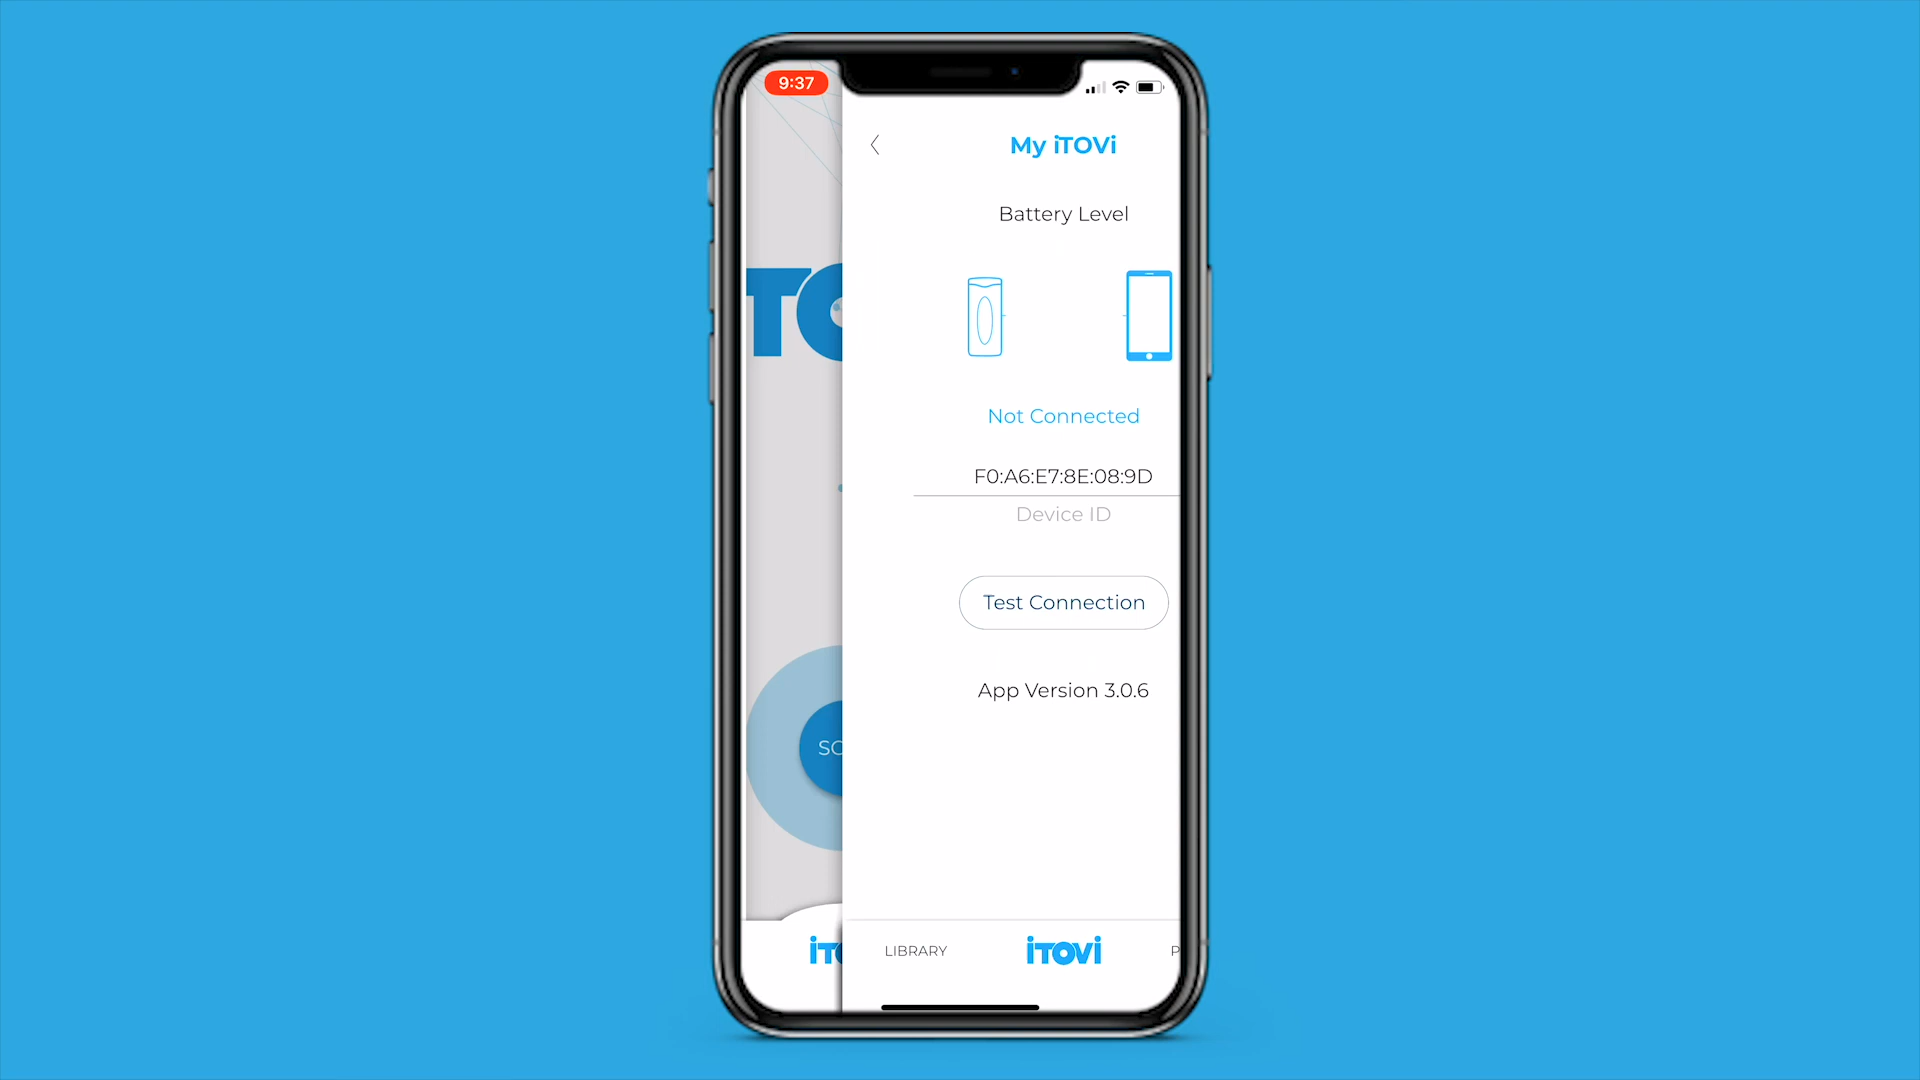 9:37
My iTOVi
Battery Level
Not Connected
F0:A6:E7:8E:08:9D
Device ID
Test Connection
App Version 3.0.6
LIBRARY
iTOVi